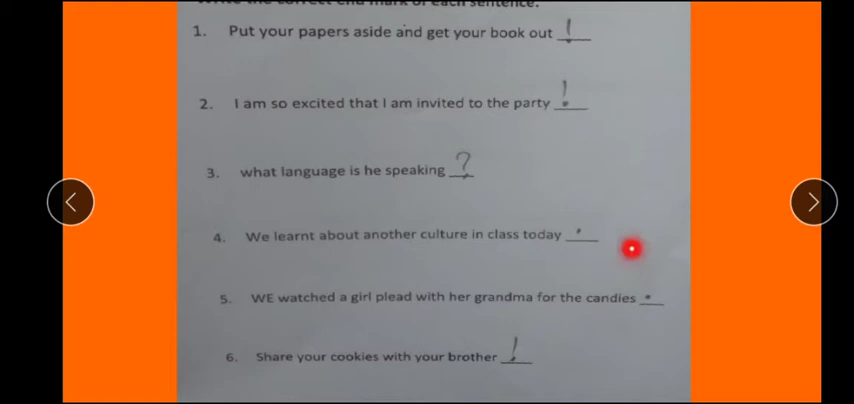 1. Put your papers aside and get your book out !
2. I am so excited that I am invited to the party !
3. what language is he speaking ?
4. We learnt about another culture in class today .
5. WE watched a girl plead with her grandma for the candies .
6. Share your cookies with your brother !